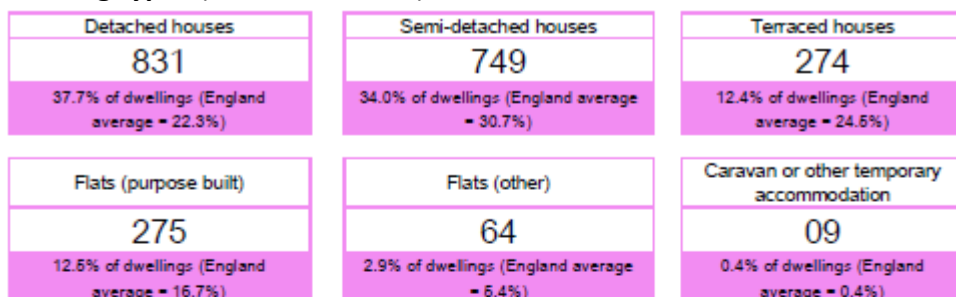 Detached houses
831
37.7% of dwellings (England
average = 22.3%)
Semi-detached houses
749
34.0% of dwellings (England average
= 30.7%)
Terraced houses
274
12.4% of dwellings (England
average = 24.5%)
Flats (purpose built)
275
12.5% of dwellings (England
average = 16.7%)
Flats (other)
64
2.9% of dwellings (England average
= 5.4%)
Caravan or other temporary
accommodation
09
0.4% of dwellings (England
average = 0.4%)